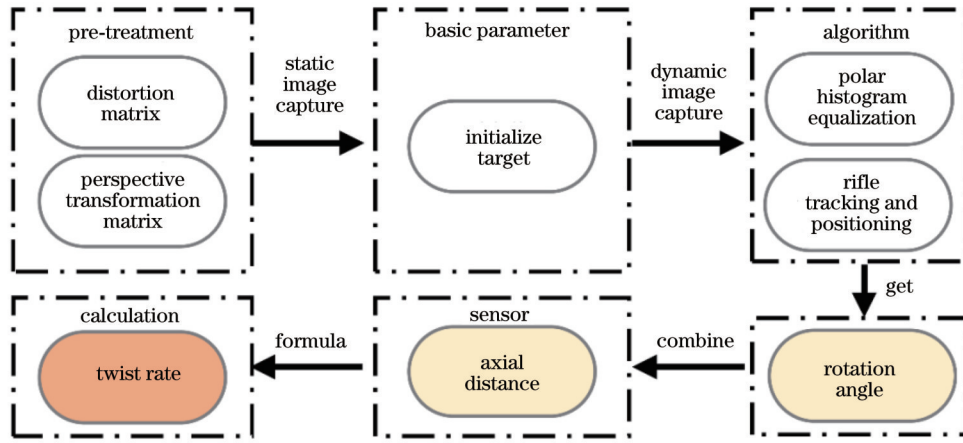 pre-treatment
distortion
matrix
perspective
transformation
matrix
static
image
capture
basic parameter
initialize
target
dynamic
image
capture
algorithm
polar
histogram
equalization
rifle
tracking and
positioning
get
rotation
angle
combine
sensor
axial
distance
formula
calculation
twist rate